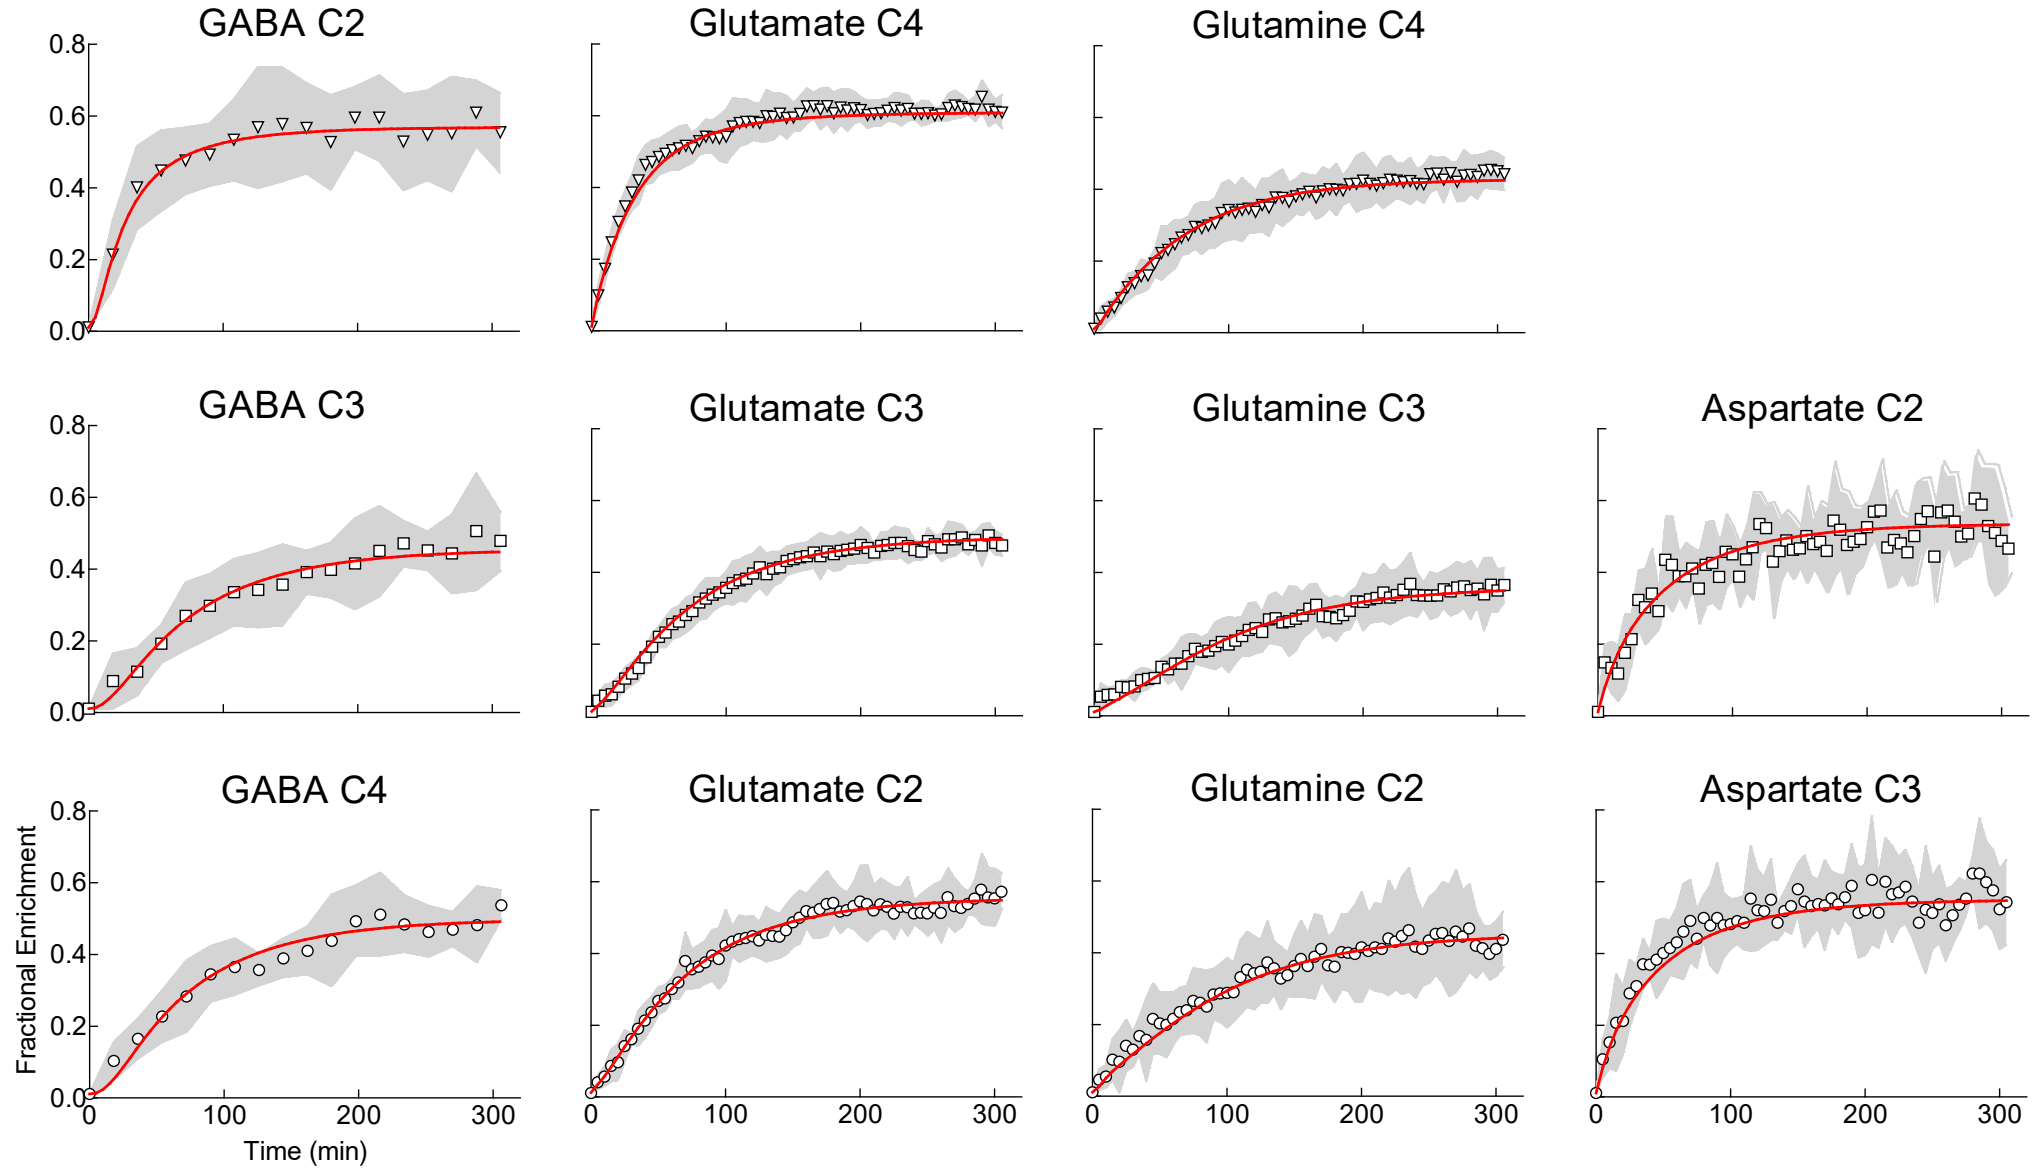 GABA C2
Glutamate C4
Glutamine C4
0.8
0.6
0.4
0.2
0.0
GABA C3
Glutamate C3
Glutamine C3
Aspartate C2
0.8
0.6
0.4
0.2
0.0
GABA C4
Glutamate C2
Glutamine C2
Aspartate C3
Fractional Enrichment
0.8
0.6
0.4
0.2
0.0
0 100 200 300
0 100 200 300
0 100 200 300
0 100 200 300
Time (min)